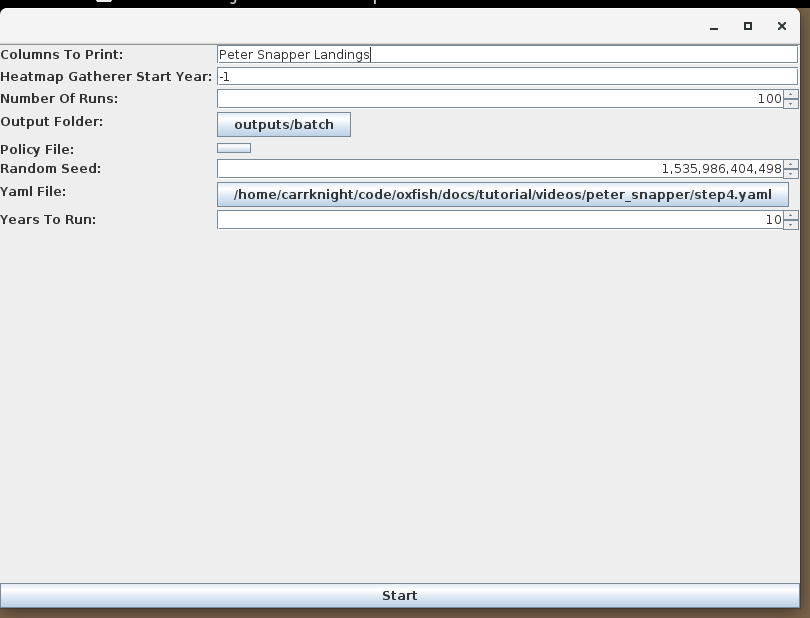 Columns To Print: Peter Snapper Landings
Heatmap Gatherer Start Year: -1
Number Of Runs: 100
Output Folder: outputs/batch
Policy File:
Random Seed: 1,535,986,404,498
Yaml File: /home/carrknight/code/oxfish/docs/tutorial/videos/peter_snapper/step4.yaml
Years To Run: 10
Start